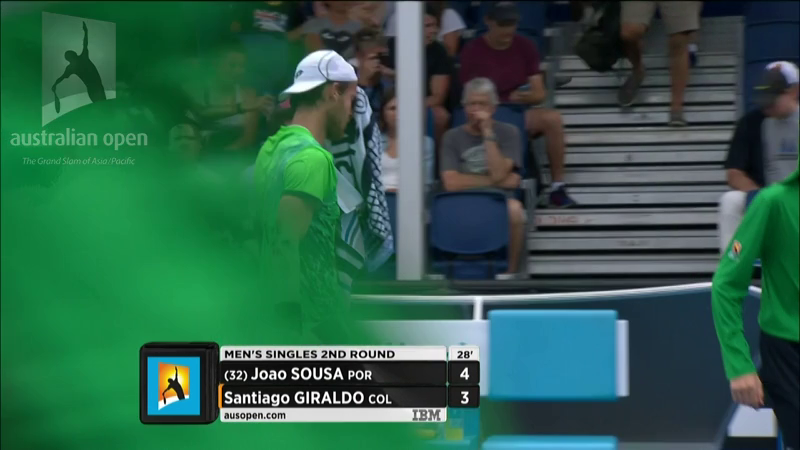 australian open
The Grand Slam of Asia/Pacific
MEN'S SINGLES 2ND ROUND 28'
(32) Joao SOUSA POR 4
Santiago GIRALDO COL 3
ausopen.com IBM